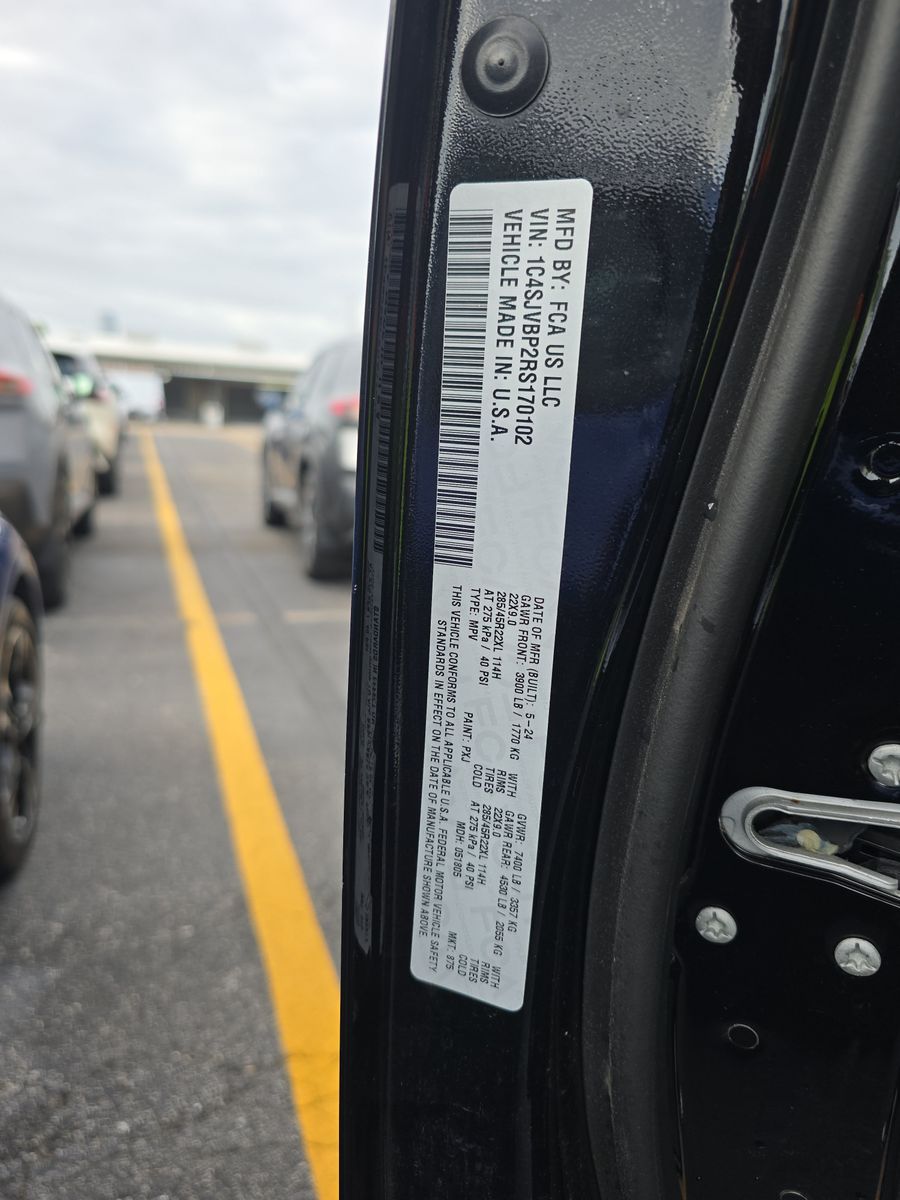 MFD BY: FCA US LLC
VIN: 1C4SJVBP2RS170102
VEHICLE MADE IN: U.S.A.
DATE OF MFR (BUILT): 5-24 GVWR: 7400 LB / 3357 KG
GAWR FRONT: 3900 LB / 1770 KG WITH GAWR REAR: 4530 LB / 2055 KG WITH
22X9.0 RIMS 22X9.0 RIMS
285/45R22XL 114H TIRES 285/45R22XL 114H TIRES
AT 275 kPa / 40 PSI COLD AT 275 kPa / 40 PSI COLD
TYPE: MPV PAINT: PXJ MDH: 051805 MKT: 875
THIS VEHICLE CONFORMS TO ALL APPLICABLE U.S.A. FEDERAL MOTOR VEHICLE SAFETY
STANDARDS IN EFFECT ON THE DATE OF MANUFACTURE SHOWN ABOVE